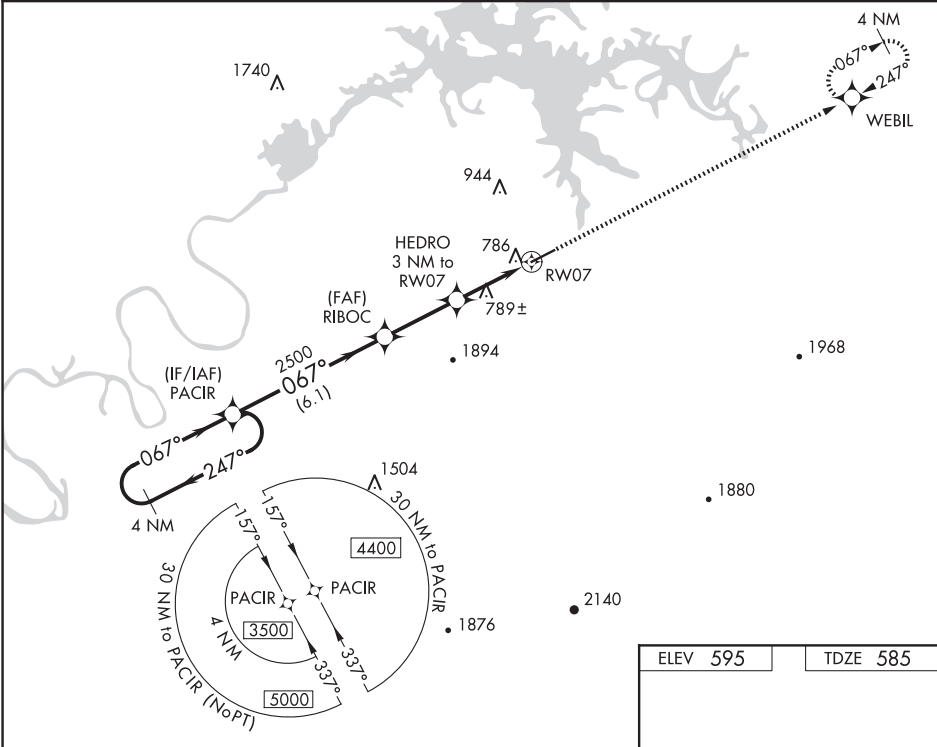 4 NM
067°
247°
WEBIL
1740
944
786
RW07
HEDRO
3 NM to
RW07
789±
(FAF)
RIBOC
1894
1968
2500
067°
(6.1)
(IF/IAF)
PACIR
067°
247°
4 NM
1504
1880
157°
157°
30 NM to PACIR
4400
PACIR
PACIR
3500
4 NM
337°
337°
30 NM to PACIR (NoPT)
5000
1876
2140
ELEV 595
TDZE 585